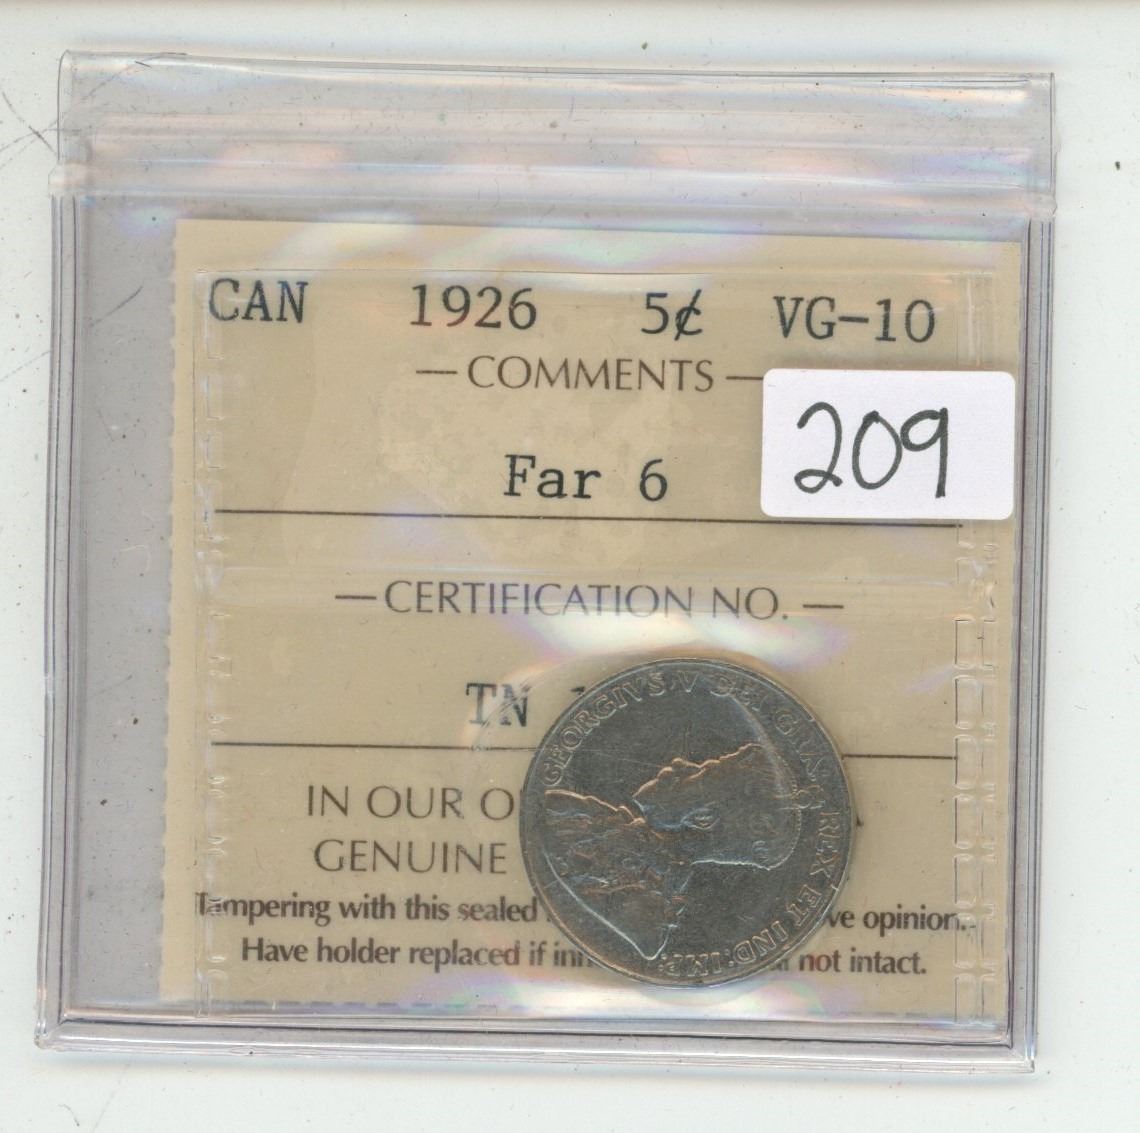 CAN 1926 5¢ VG-10
— COMMENTS —
209
Far 6
— CERTIFICATION NO. —
TN
IN OUR
GENUINE
Tampering with this sealed ve opinion.
Have holder replaced if not intact.
GEORGIVS V DEI GRA: REX ET IND:IMP: